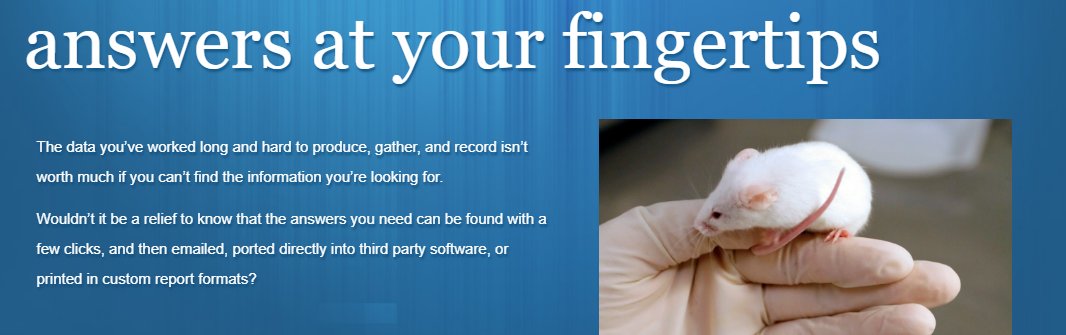 answers at your fingertips
The data you’ve worked long and hard to produce, gather, and record isn’t
worth much if you can’t find the information you’re looking for.
Wouldn’t it be a relief to know that the answers you need can be found with a
few clicks, and then emailed, ported directly into third party software, or
printed in custom report formats?